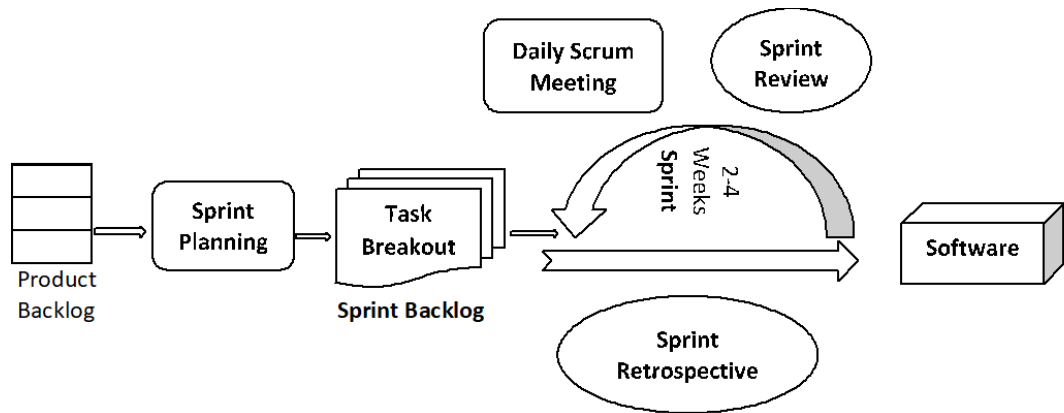 Daily Scrum
Meeting
Sprint
Review
2-4
Weeks
Sprint
Product
Backlog
Sprint
Planning
Task
Breakout
Sprint Backlog
Software
Sprint
Retrospective